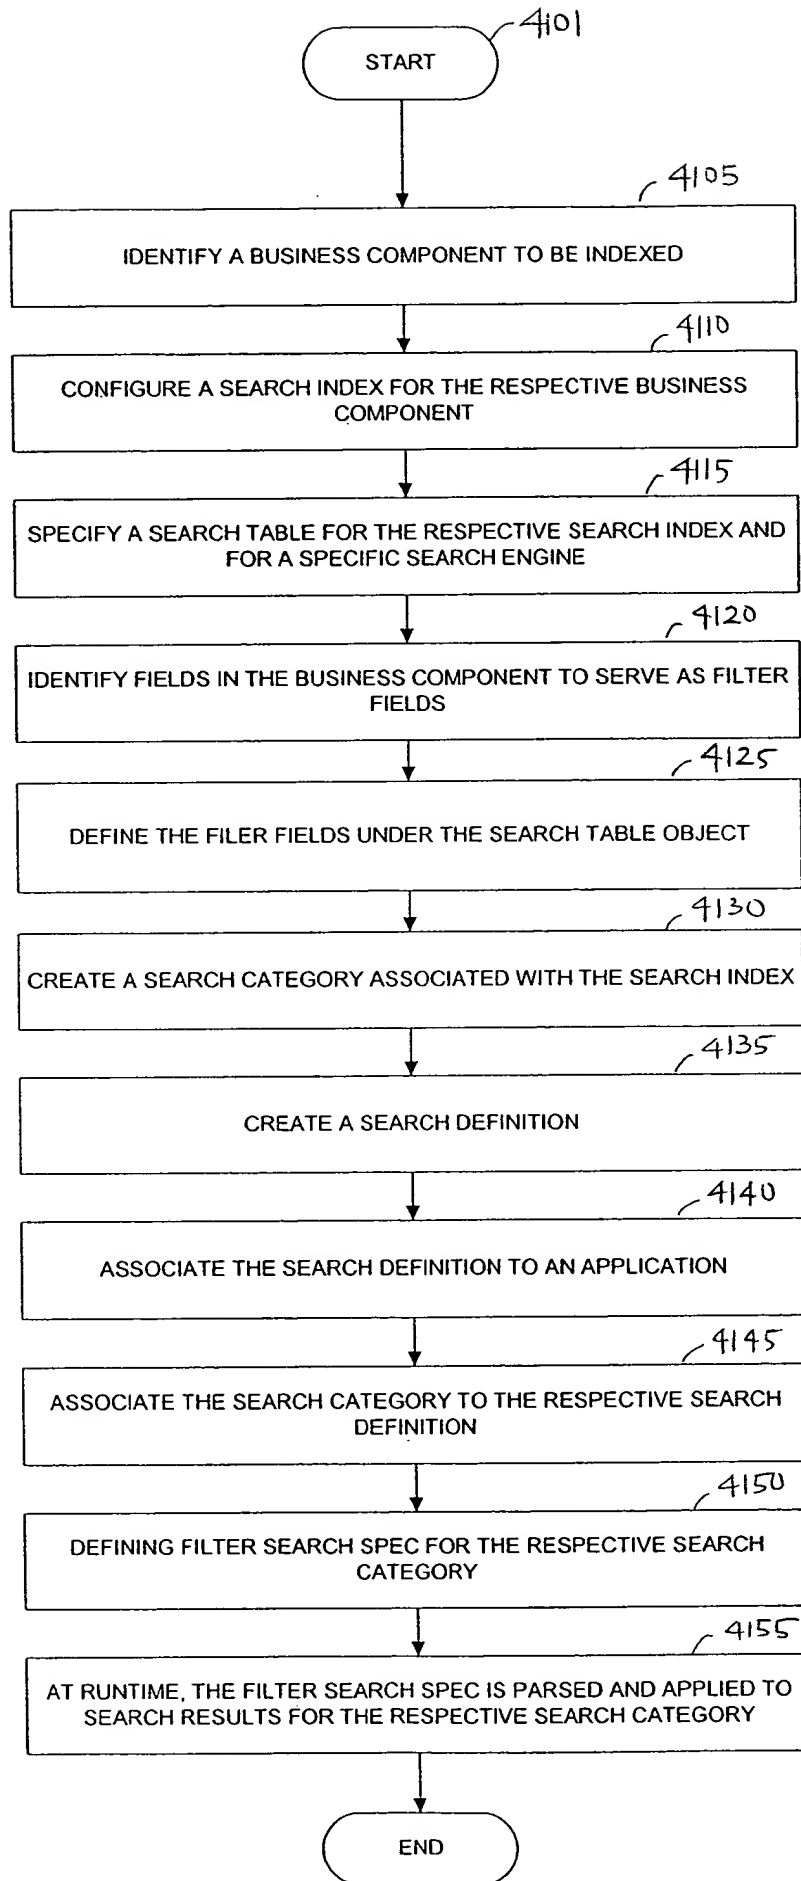 4101
START
4105
IDENTIFY A BUSINESS COMPONENT TO BE INDEXED
4110
CONFIGURE A SEARCH INDEX FOR THE RESPECTIVE BUSINESS
COMPONENT
4115
SPECIFY A SEARCH TABLE FOR THE RESPECTIVE SEARCH INDEX AND
FOR A SPECIFIC SEARCH ENGINE
4120
IDENTIFY FIELDS IN THE BUSINESS COMPONENT TO SERVE AS FILTER
FIELDS
4125
DEFINE THE FILER FIELDS UNDER THE SEARCH TABLE OBJECT
4130
CREATE A SEARCH CATEGORY ASSOCIATED WITH THE SEARCH INDEX
4135
CREATE A SEARCH DEFINITION
4140
ASSOCIATE THE SEARCH DEFINITION TO AN APPLICATION
4145
ASSOCIATE THE SEARCH CATEGORY TO THE RESPECTIVE SEARCH
DEFINITION
4150
DEFINING FILTER SEARCH SPEC FOR THE RESPECTIVE SEARCH
CATEGORY
4155
AT RUNTIME, THE FILTER SEARCH SPEC IS PARSED AND APPLIED TO
SEARCH RESULTS FOR THE RESPECTIVE SEARCH CATEGORY
END